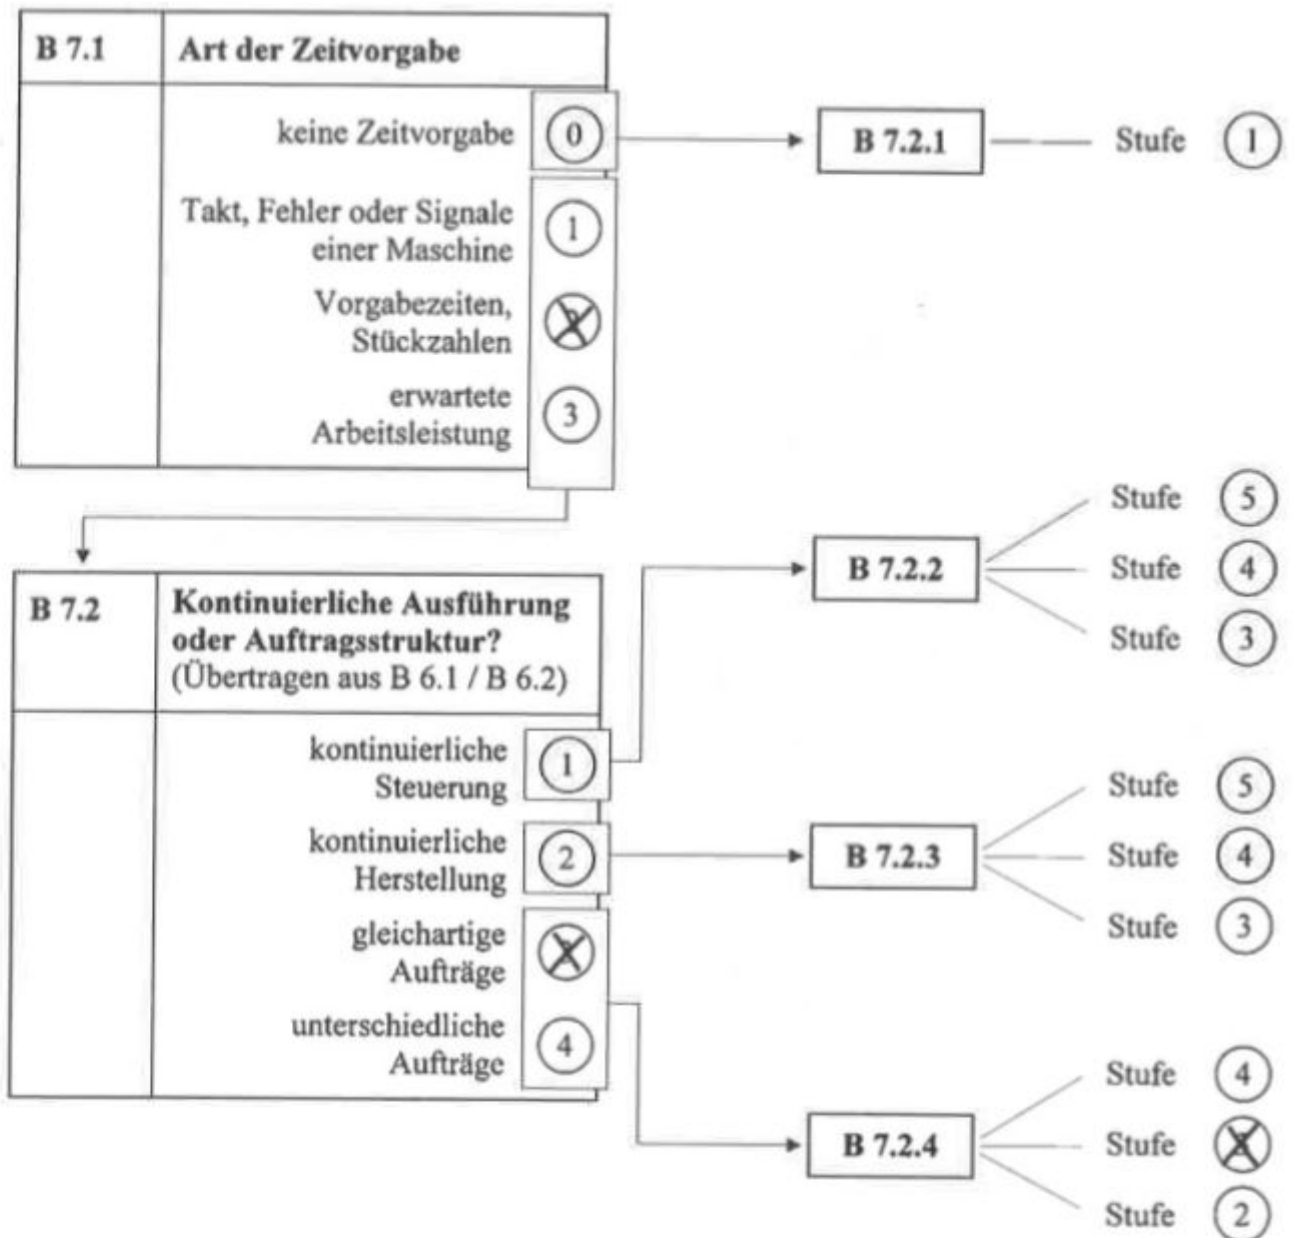 B 7.1 Art der Zeitvorgabe
keine Zeitvorgabe 0 B 7.2.1 Stufe 1
Takt, Fehler oder Signale
einer Maschine 1
Vorgabezeiten,
Stückzahlen
erwartete
Arbeitsleistung 3
B 7.2 Kontinuierliche Ausführung
oder Auftragsstruktur?
(Übertragen aus B 6.1 / B 6.2)
kontinuierliche
Steuerung 1
kontinuierliche
Herstellung 2
gleichartige
Aufträge
unterschiedliche
Aufträge 4
B 7.2.2
Stufe 5
Stufe 4
Stufe 3
B 7.2.3
Stufe 5
Stufe 4
Stufe 3
B 7.2.4
Stufe 4
Stufe
Stufe 2